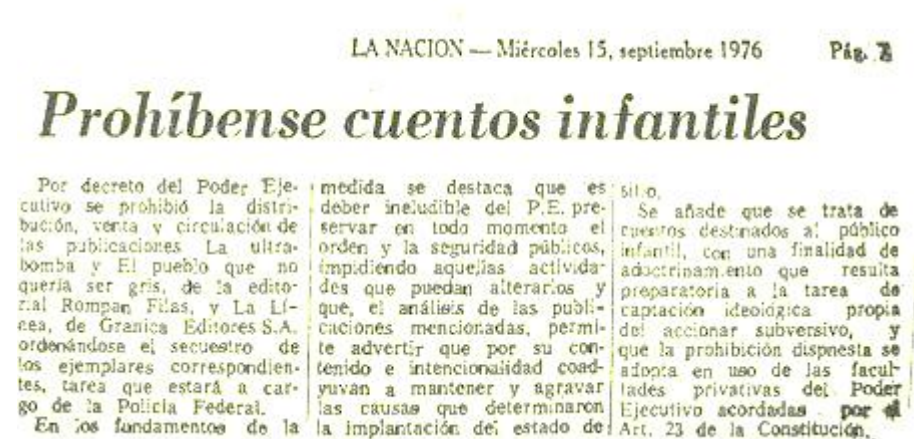 LA NACION — Miércoles 15, septiembre 1976 Pág. 7
Prohíbense cuentos infantiles
Por decreto del Poder Eje-
cutivo se prohibió la distri-
bución, venta y circulación de
las publicaciones La ultra-
bomba y El pueblo que no
quería ser gris, de la edito-
rial Rompan Filas, y La Lí-
nea, de Granica Editores S.A.
ordenándose el secuestro de
los ejemplares correspondien-
tes, tarea que estará a car-
go de la Policía Federal.
En los fundamentos de la
medida se destaca que es
deber ineludible del P.E. pre-
servar en todo momento el
orden y la seguridad públicos,
impidiendo aquellas activida-
des que puedan alterarlos y
que, el análisis de las publi-
caciones mencionadas, permi-
te advertir que por su con-
tenido e intencionalidad coad-
yuvan a mantener y agravar
las causas que determinaron
la implantación del estado de
sitio.
Se añade que se trata de
cuentos destinados al público
infantil, con una finalidad de
adoctrinamiento que resulta
preparatoria a la tarea de
captación ideológica propia
del accionar subversivo, y
que la prohibición dispnesta se
adopta en uso de las facul-
tades privativas del Poder
Ejecutivo acordadas por el
Art. 23 de la Constitución.